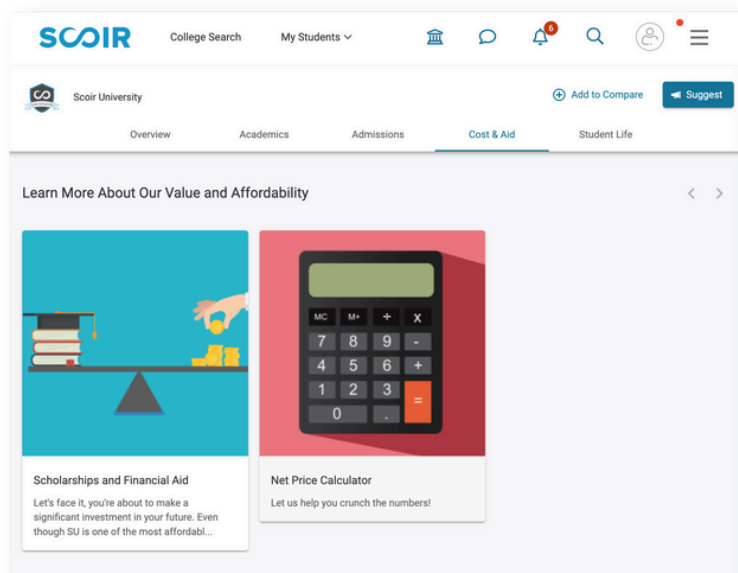 SCOIR College Search My Students 6
Scoir University Add to Compare Suggest
Overview Academics Admissions Cost & Aid Student Life
Learn More About Our Value and Affordability
MC M+ ÷ X
7 8 9 -
4 5 6 +
1 2 3 =
0 .
Scholarships and Financial Aid
Let's face it, you're about to make a
significant investment in your future. Even
though SU is one of the most affordabl...
Net Price Calculator
Let us help you crunch the numbers!